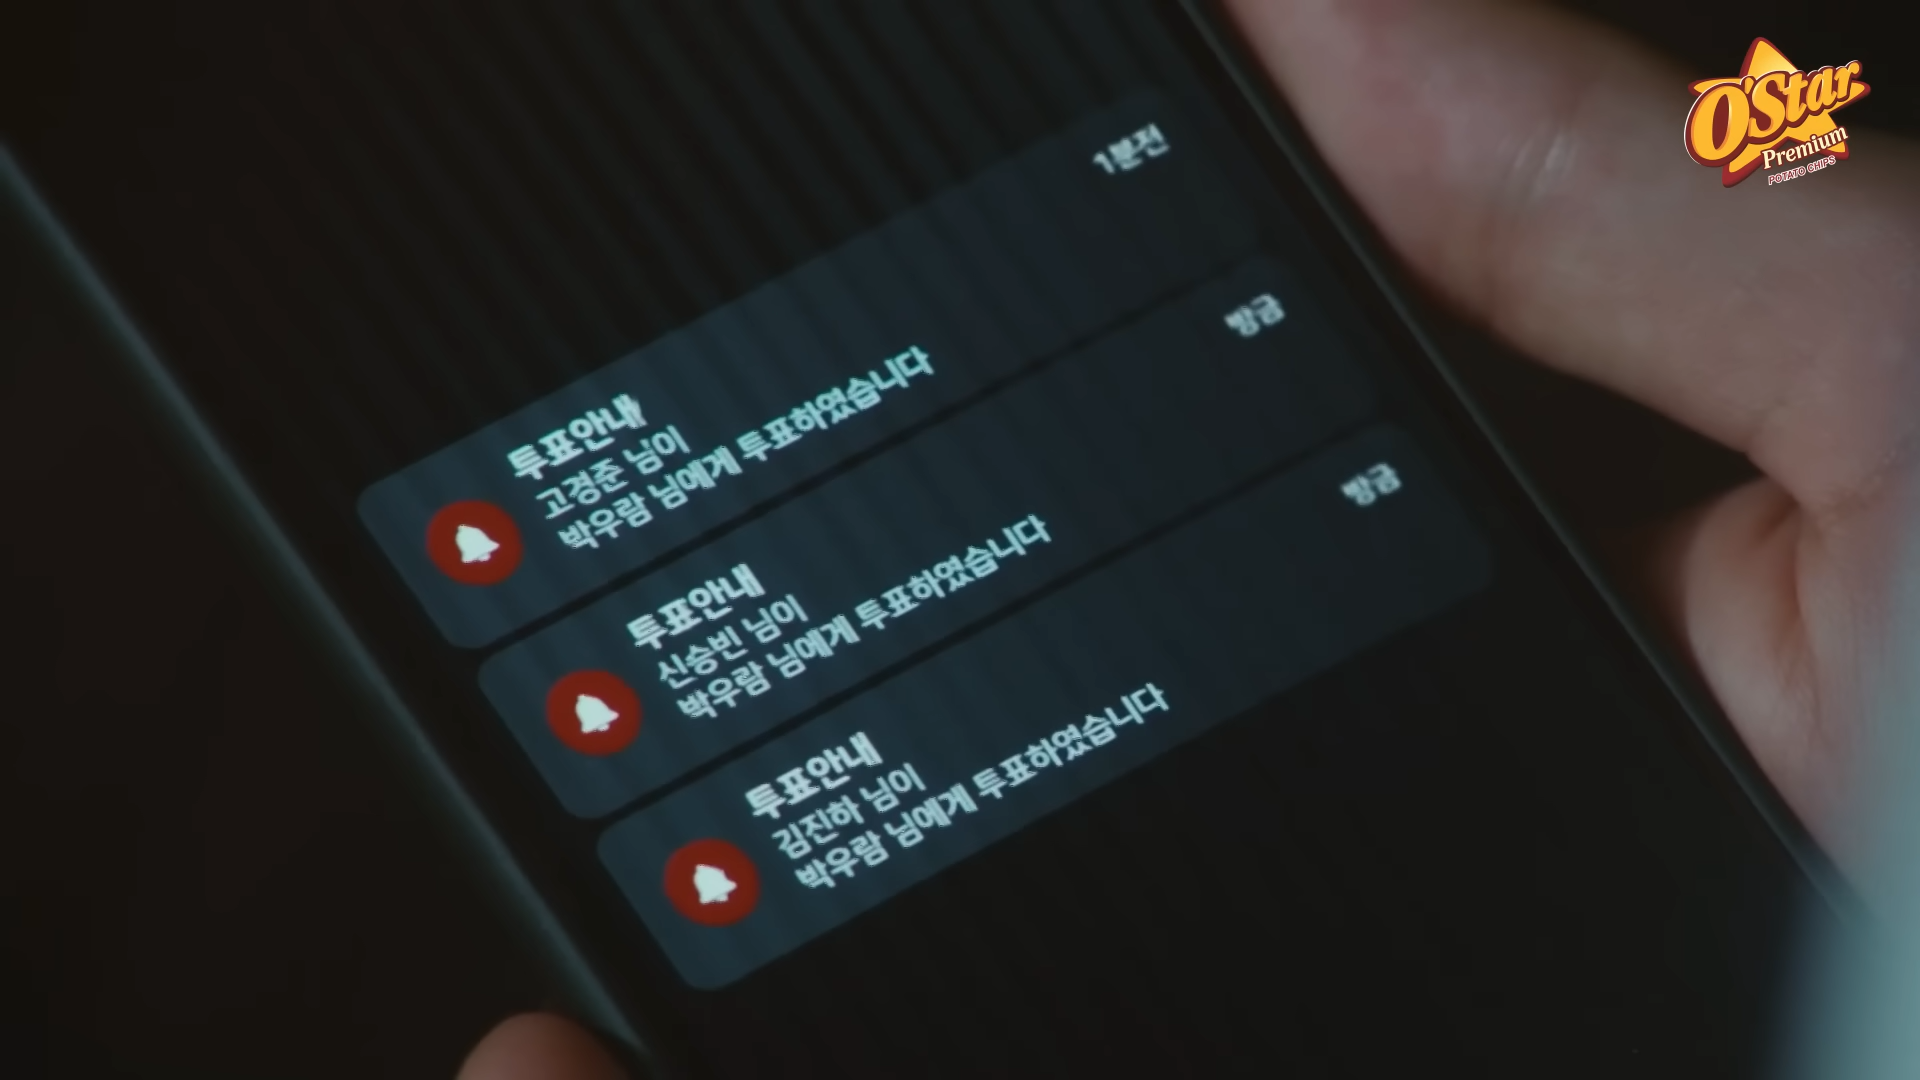 O'Star
Premium
POTATO CHIPS
1분전
투표안내
고경준 님이
박우람 님에게 투표하였습니다
방금
투표안내
신승빈 님이
박우람 님에게 투표하였습니다
방금
투표안내
김진하 님이
박우람 님에게 투표하였습니다